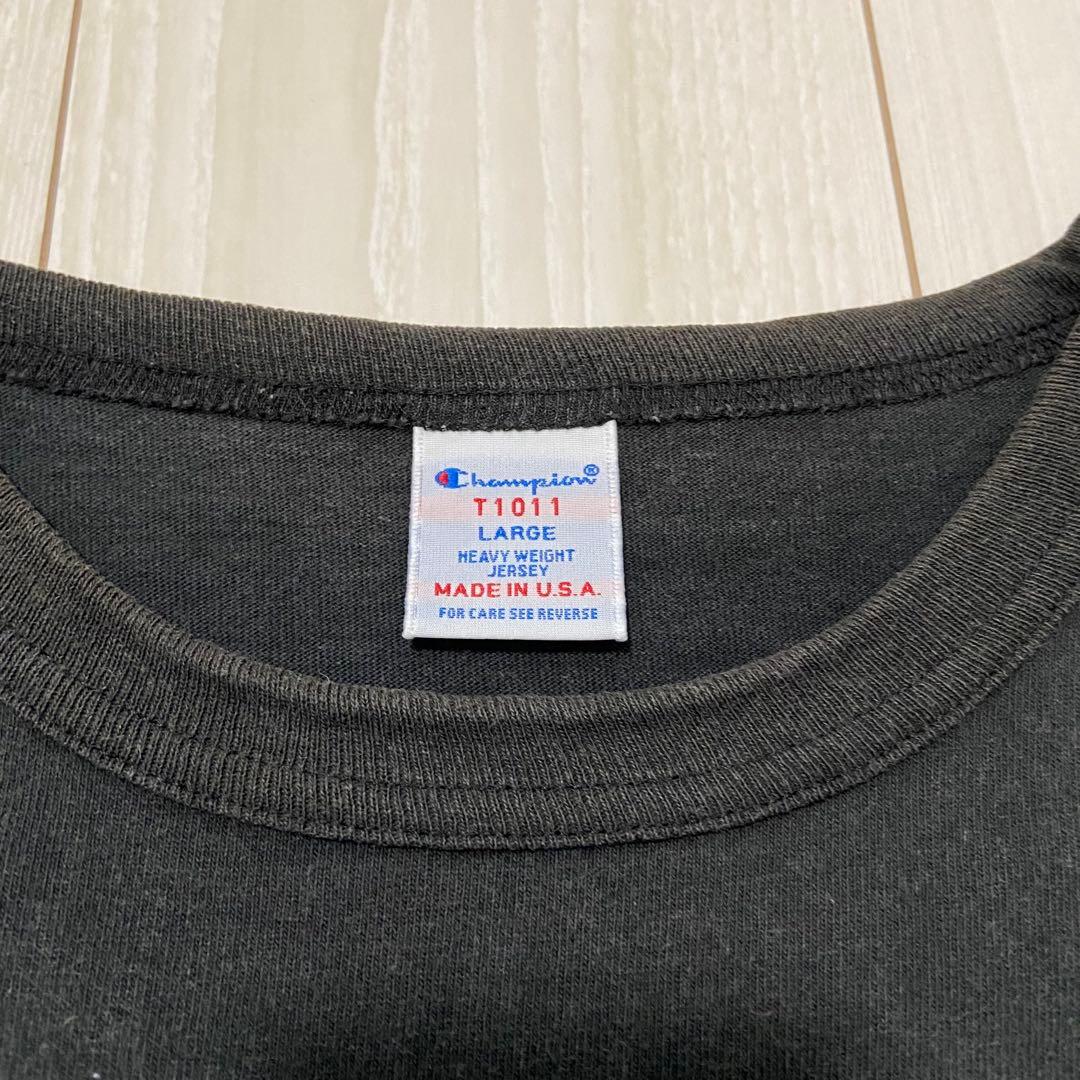 Champion®
T1011
LARGE
HEAVY WEIGHT
JERSEY
MADE IN U.S.A.
FOR CARE SEE REVERSE